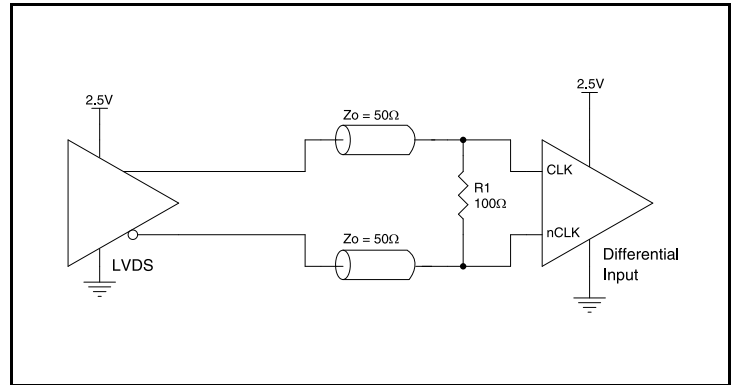 2.5V
2.5V
Zo = 50Ω
CLK
R1
100Ω
Zo = 50Ω
nCLK
LVDS
Differential
Input